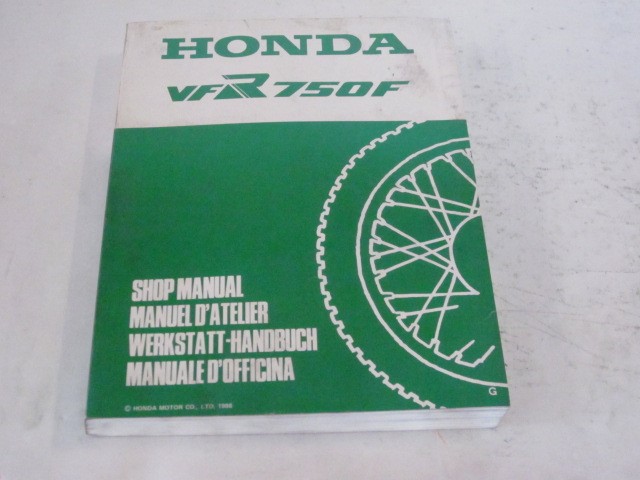 HONDA
VFR750F
SHOP MANUAL
MANUEL D'ATELIER
WERKSTATT-HANDBUCH
MANUALE D'OFFICINA
© HONDA MOTOR CO., LTD. 1986
G